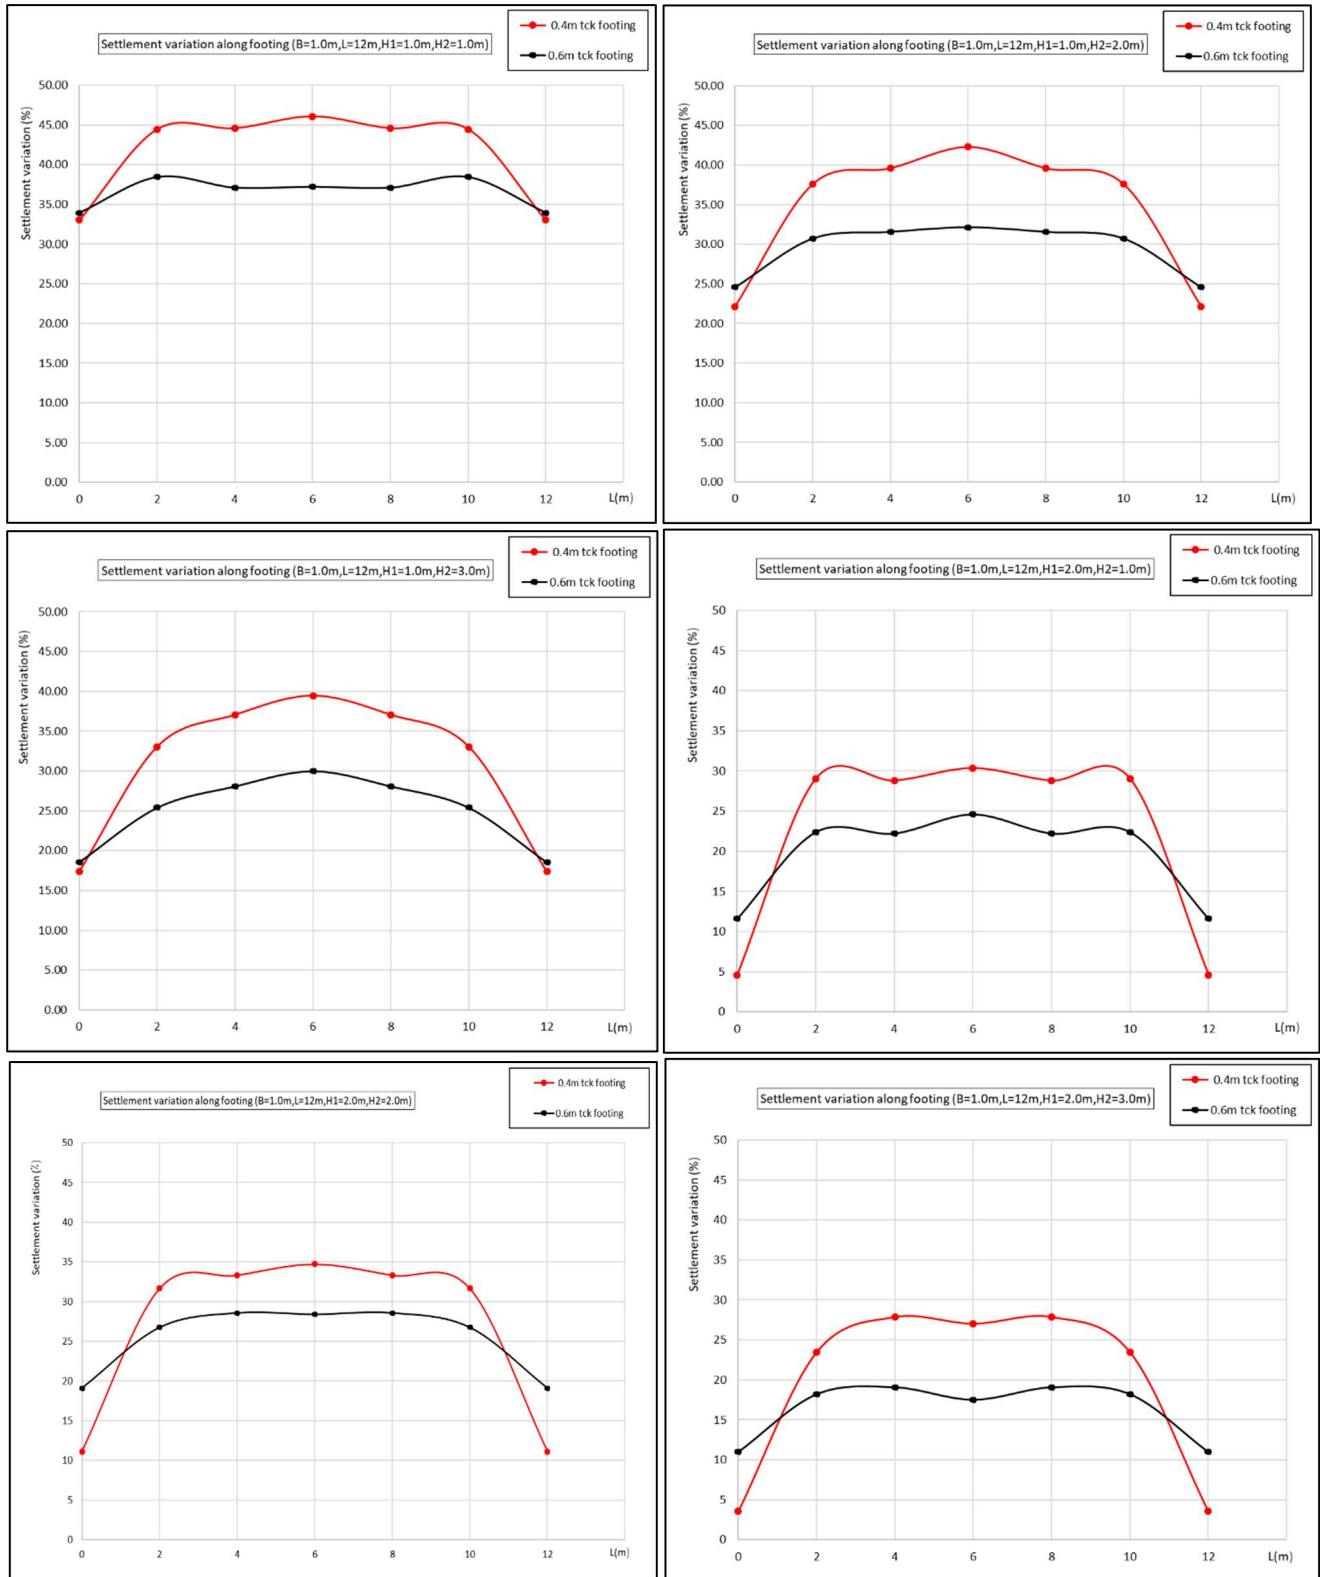 0.4m tck footing
0.6m tck footing
Settlement variation along footing (B=1.0m,L=12m,H1=1.0m,H2=1.0m)
Settlement variation (%)
50.00
45.00
40.00
35.00
30.00
25.00
20.00
15.00
10.00
5.00
0.00
0 2 4 6 8 10 12 L(m)
0.4m tck footing
0.6m tck footing
Settlement variation along footing (B=1.0m,L=12m,H1=1.0m,H2=2.0m)
Settlement variation (%)
50.00
45.00
40.00
35.00
30.00
25.00
20.00
15.00
10.00
5.00
0.00
0 2 4 6 8 10 12 L(m)
0.4m tck footing
0.6m tck footing
Settlement variation along footing (B=1.0m,L=12m,H1=1.0m,H2=3.0m)
Settlement variation (%)
50.00
45.00
40.00
35.00
30.00
25.00
20.00
15.00
10.00
5.00
0.00
0 2 4 6 8 10 12 L(m)
0.4m tck footing
0.6m tck footing
Settlement variation along footing (B=1.0m,L=12m,H1=2.0m,H2=1.0m)
Settlement variation (%)
50
45
40
35
30
25
20
15
10
5
0
0 2 4 6 8 10 12 L(m)
0.4m tck footing
0.6m tck footing
Settlement variation along footing (B=1.0m,L=12m,H1=2.0m,H2=2.0m)
Settlement variation (%)
50
45
40
35
30
25
20
15
10
5
0
0 2 4 6 8 10 12 L(m)
0.4m tck footing
0.6m tck footing
Settlement variation along footing (B=1.0m,L=12m,H1=2.0m,H2=3.0m)
Settlement variation (%)
50
45
40
35
30
25
20
15
10
5
0
0 2 4 6 8 10 12 L(m)